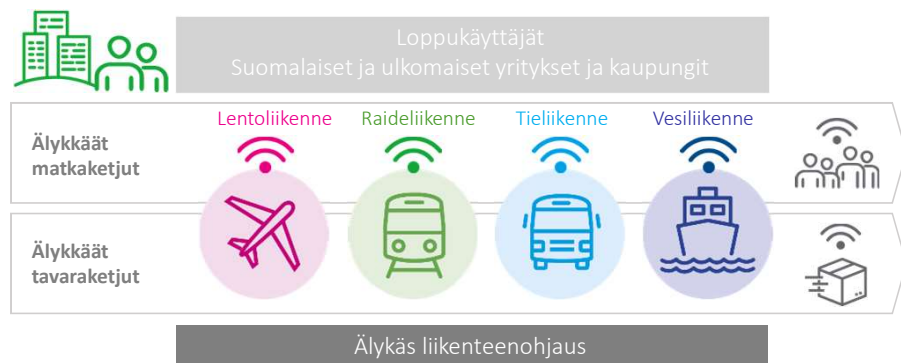 Loppukäyttäjät
Suomalaiset ja ulkomaiset yritykset ja kaupungit
Lentoliikenne Raideliikenne Tieliikenne Vesiliikenne
Älykkäät
matkaketjut
Älykkäät
tavaraketjut
Älykäs liikenteenohjaus